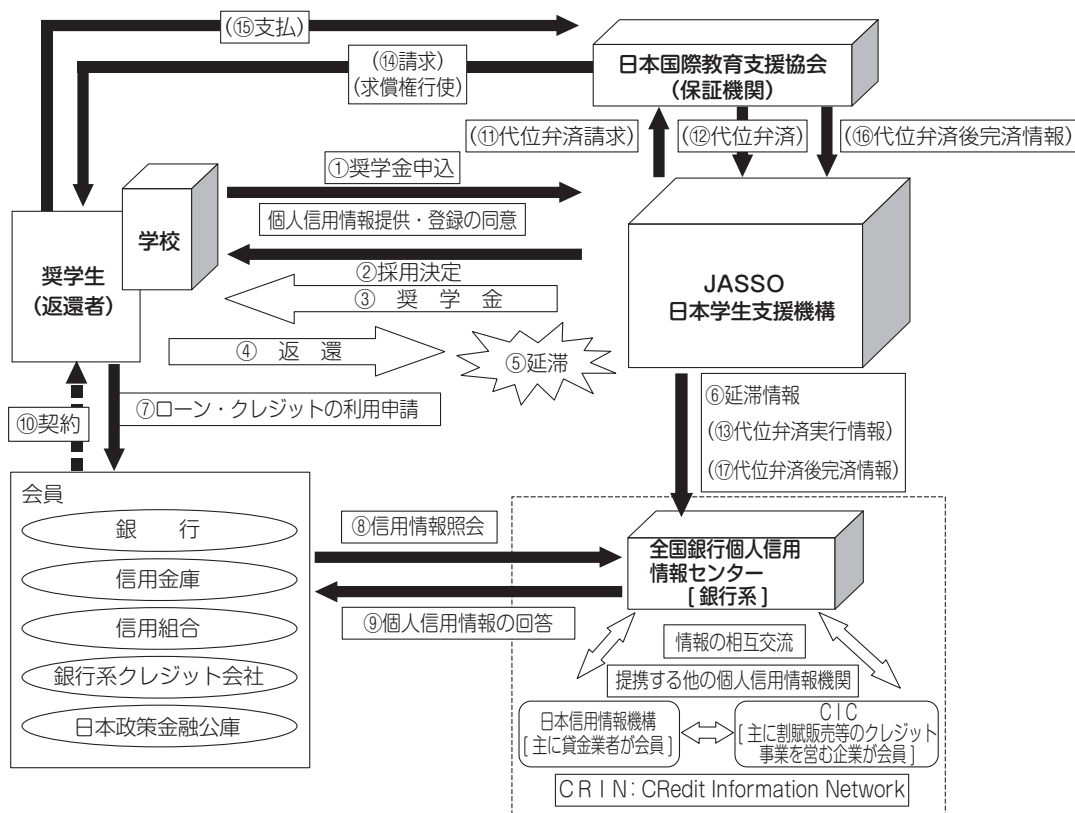 (⑮支払)
(⑭請求)
(求償権行使)
日本国際教育支援協会
(保証機関)
(⑪代位弁済請求)
(⑫代位弁済)
(⑯代位弁済後完済情報)
①奨学金申込
個人信用情報提供・登録の同意
学校
奨学生
(返還者)
②採用決定
③ 奨 学 金
JASSO
日本学生支援機構
④ 返 還
⑤延滞
⑥延滞情報
(⑬代位弁済実行情報)
(⑰代位弁済後完済情報)
⑦ローン・クレジットの利用申請
⑩契約
会員
銀 行
信用金庫
信用組合
銀行系クレジット会社
日本政策金融公庫
⑧信用情報照会
⑨個人信用情報の回答
全国銀行個人信用
情報センター
[ 銀行系 ]
情報の相互交流
提携する他の個人信用情報機関
日本信用情報機構
[ 主に貸金業者が会員 ]
C I C
[ 主に割賦販売等のクレジット
事業を営む企業が会員 ]
C R I N : CRedit Information Network